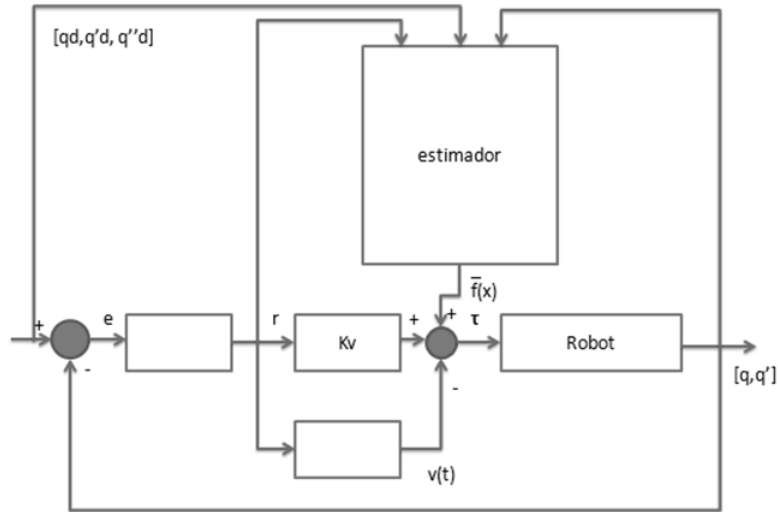 [qd,q'd, q''d]
estimador
f̅(x)
+
e
r
+
+
τ
Kv
Robot
-
-
[q,q']
v(t)